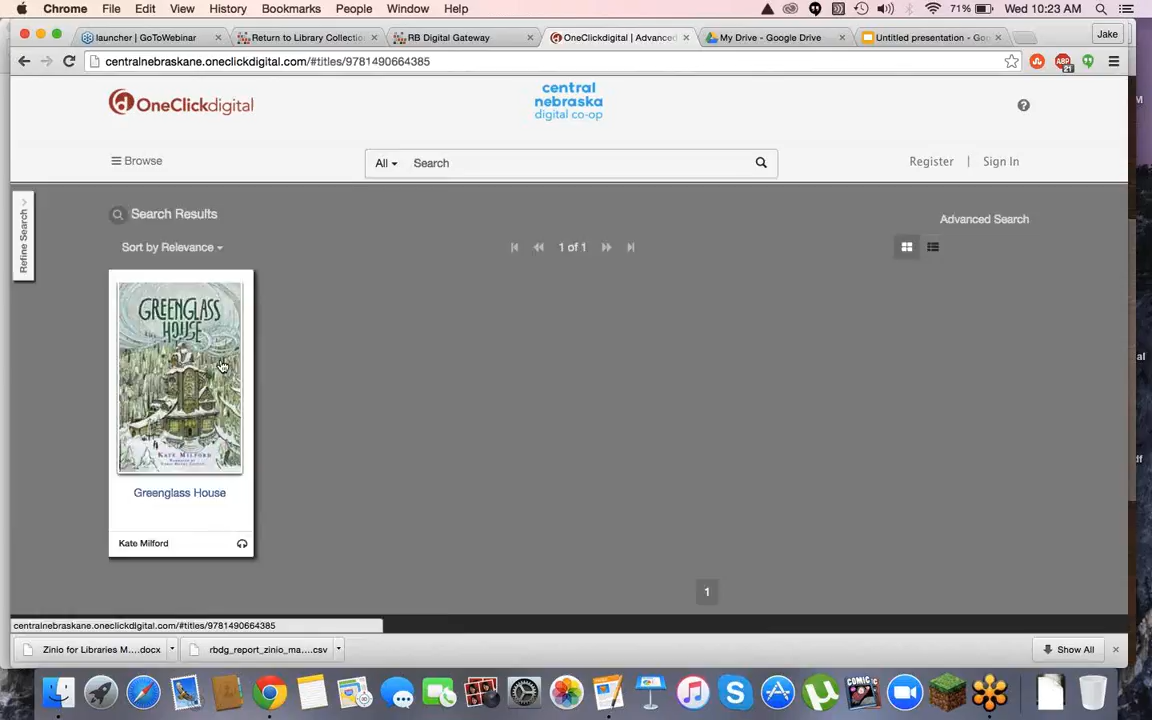 Chrome File Edit View History Bookmarks People Window Help 71% Wed 10:23 AM
launcher | GoToWebinar × Return to Library Collectio × RB Digital Gateway × OneClickdigital | Advanced × My Drive - Google Drive × Untitled presentation - Go × Jake
centralnebraskane.oneclickdigital.com/#titles/9781490664385
ABP
21
OneClickdigital
central
nebraska
digital co-op
?
Browse
All Search
Register | Sign In
Refine Search
Search Results
Advanced Search
Sort by Relevance
1 of 1
GREENGLASS
HOUSE
KATE MILFORD
Greenglass House
Kate Milford
1
centralnebraskane.oneclickdigital.com/#titles/9781490664385
Zinio for Libraries M....docx
rbdg_report_zinio_ma....csv
Show All ×